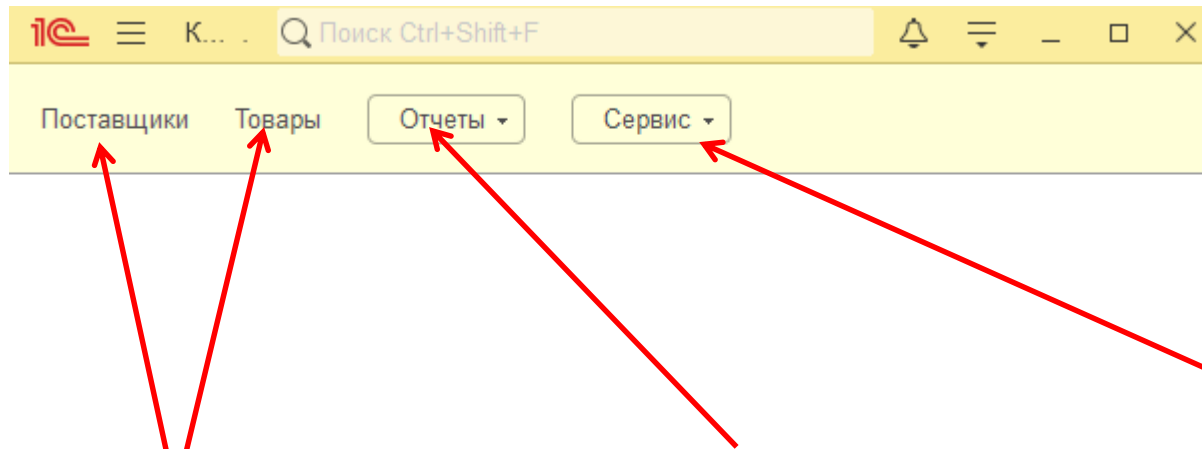 1С К... . Поиск Ctrl+Shift+F
Поставщики Товары Отчеты Сервис